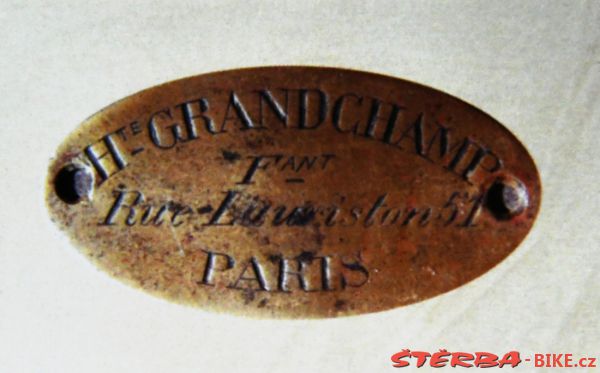 HTE GRANDCHAMP
FANT
Rue Lauriston 51
PARIS
ŠTĚRBA-BIKE.cz